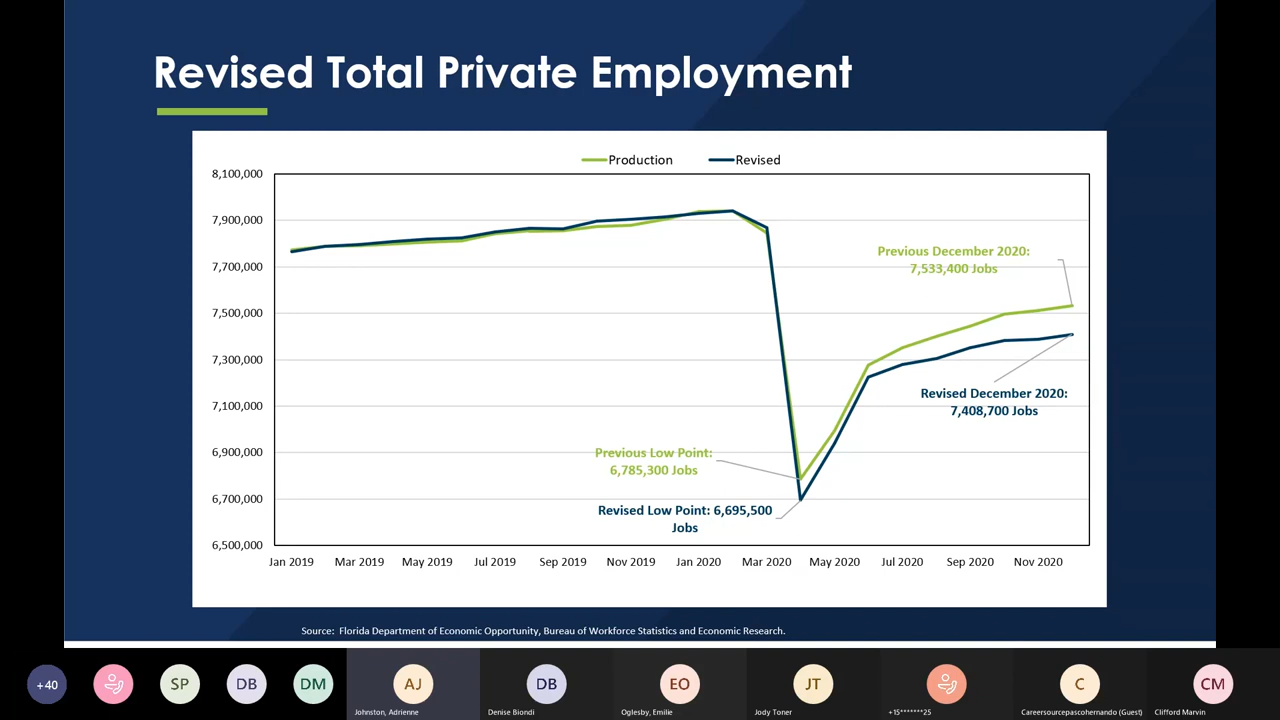 Revised Total Private Employment
Production
Revised
8,100,000
7,900,000
7,700,000
7,500,000
7,300,000
7,100,000
6,900,000
6,700,000
6,500,000
Previous December 2020:
7,533,400 Jobs
Revised December 2020:
7,408,700 Jobs
Previous Low Point:
6,785,300 Jobs
Revised Low Point: 6,695,500
Jobs
Jan 2019 Mar 2019 May 2019 Jul 2019 Sep 2019 Nov 2019 Jan 2020 Mar 2020 May 2020 Jul 2020 Sep 2020 Nov 2020
Source: Florida Department of Economic Opportunity, Bureau of Workforce Statistics and Economic Research.
+40 SP DB DM AJ DB EO JT C CM
Johnston, Adrienne Denise Biondi Oglesby, Emilie Jody Toner +15*******25 Careersourcepascohernando (Guest) Clifford Marvin